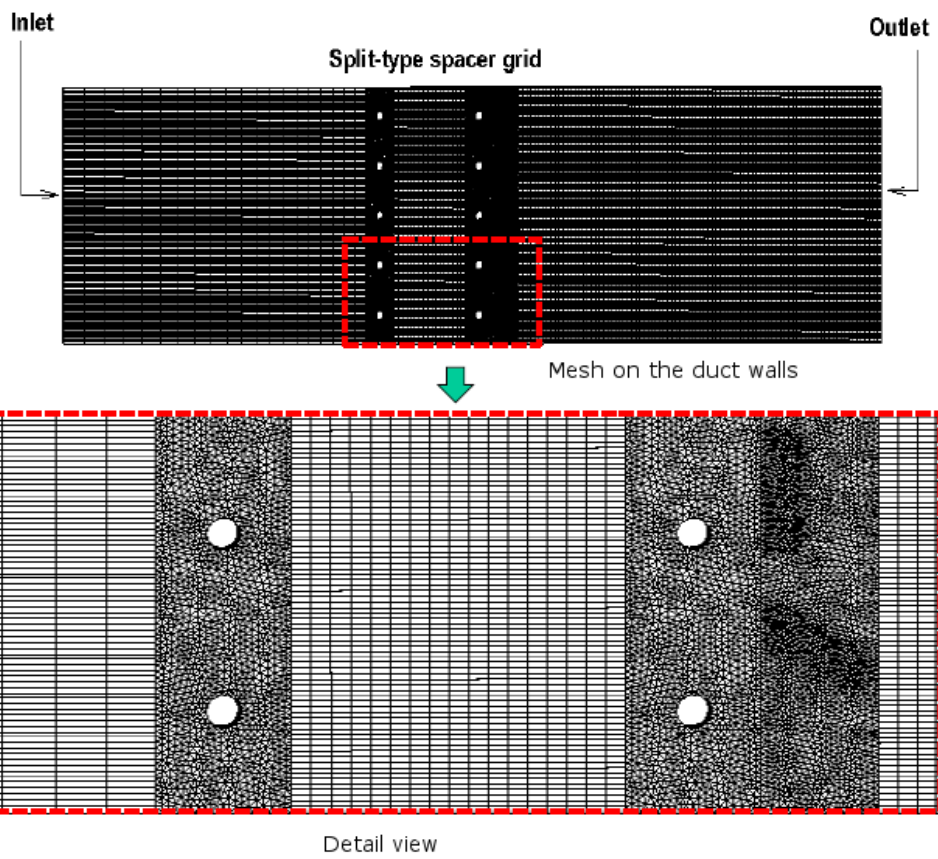 Inlet
Outlet
Split-type spacer grid
Mesh on the duct walls
Detail view